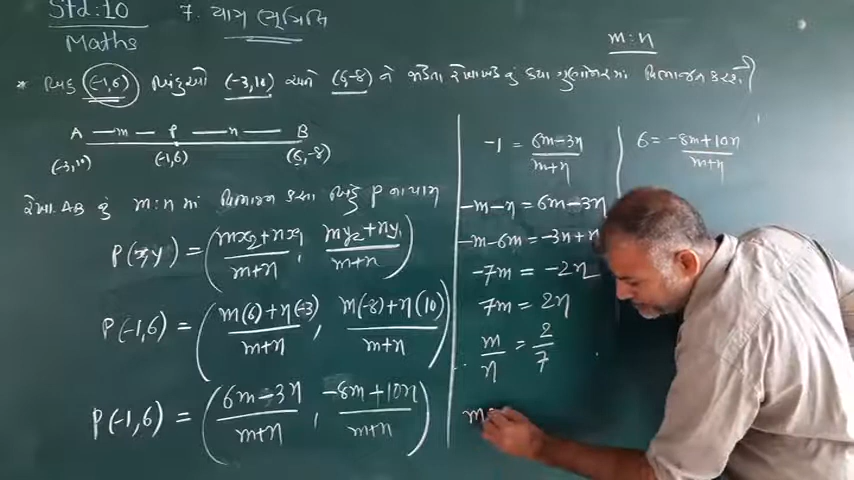 Std:10
Maths
7. યામ ભૂમિતિ
m:n
* બિંદુ (-1,6) બિંદુઓ (-3,10) અને (6,-8) ને જોડતા રેખાખંડનું કયા ગુણોત્તરમાં વિભાજન કરશે?
A — m — P — n — B
(-3,10) (-1,6) (6,-8)
રેખા AB નું m:n માં વિભાજન કરતા બિંદુ P ના યામ
P(x,y) = (mx2+nx1/m+n, my2+ny1/m+n)
P(-1,6) = (m(6)+n(-3)/m+n, m(-8)+n(10)/m+n)
P(-1,6) = (6m-3n/m+n, -8m+10n/m+n)
-1 = 6m-3n/m+n
-m-n = 6m-3n
-m-6m = -3n+n
-7m = -2n
7m = 2n
m/n = 2/7
6 = -8m+10n/m+n